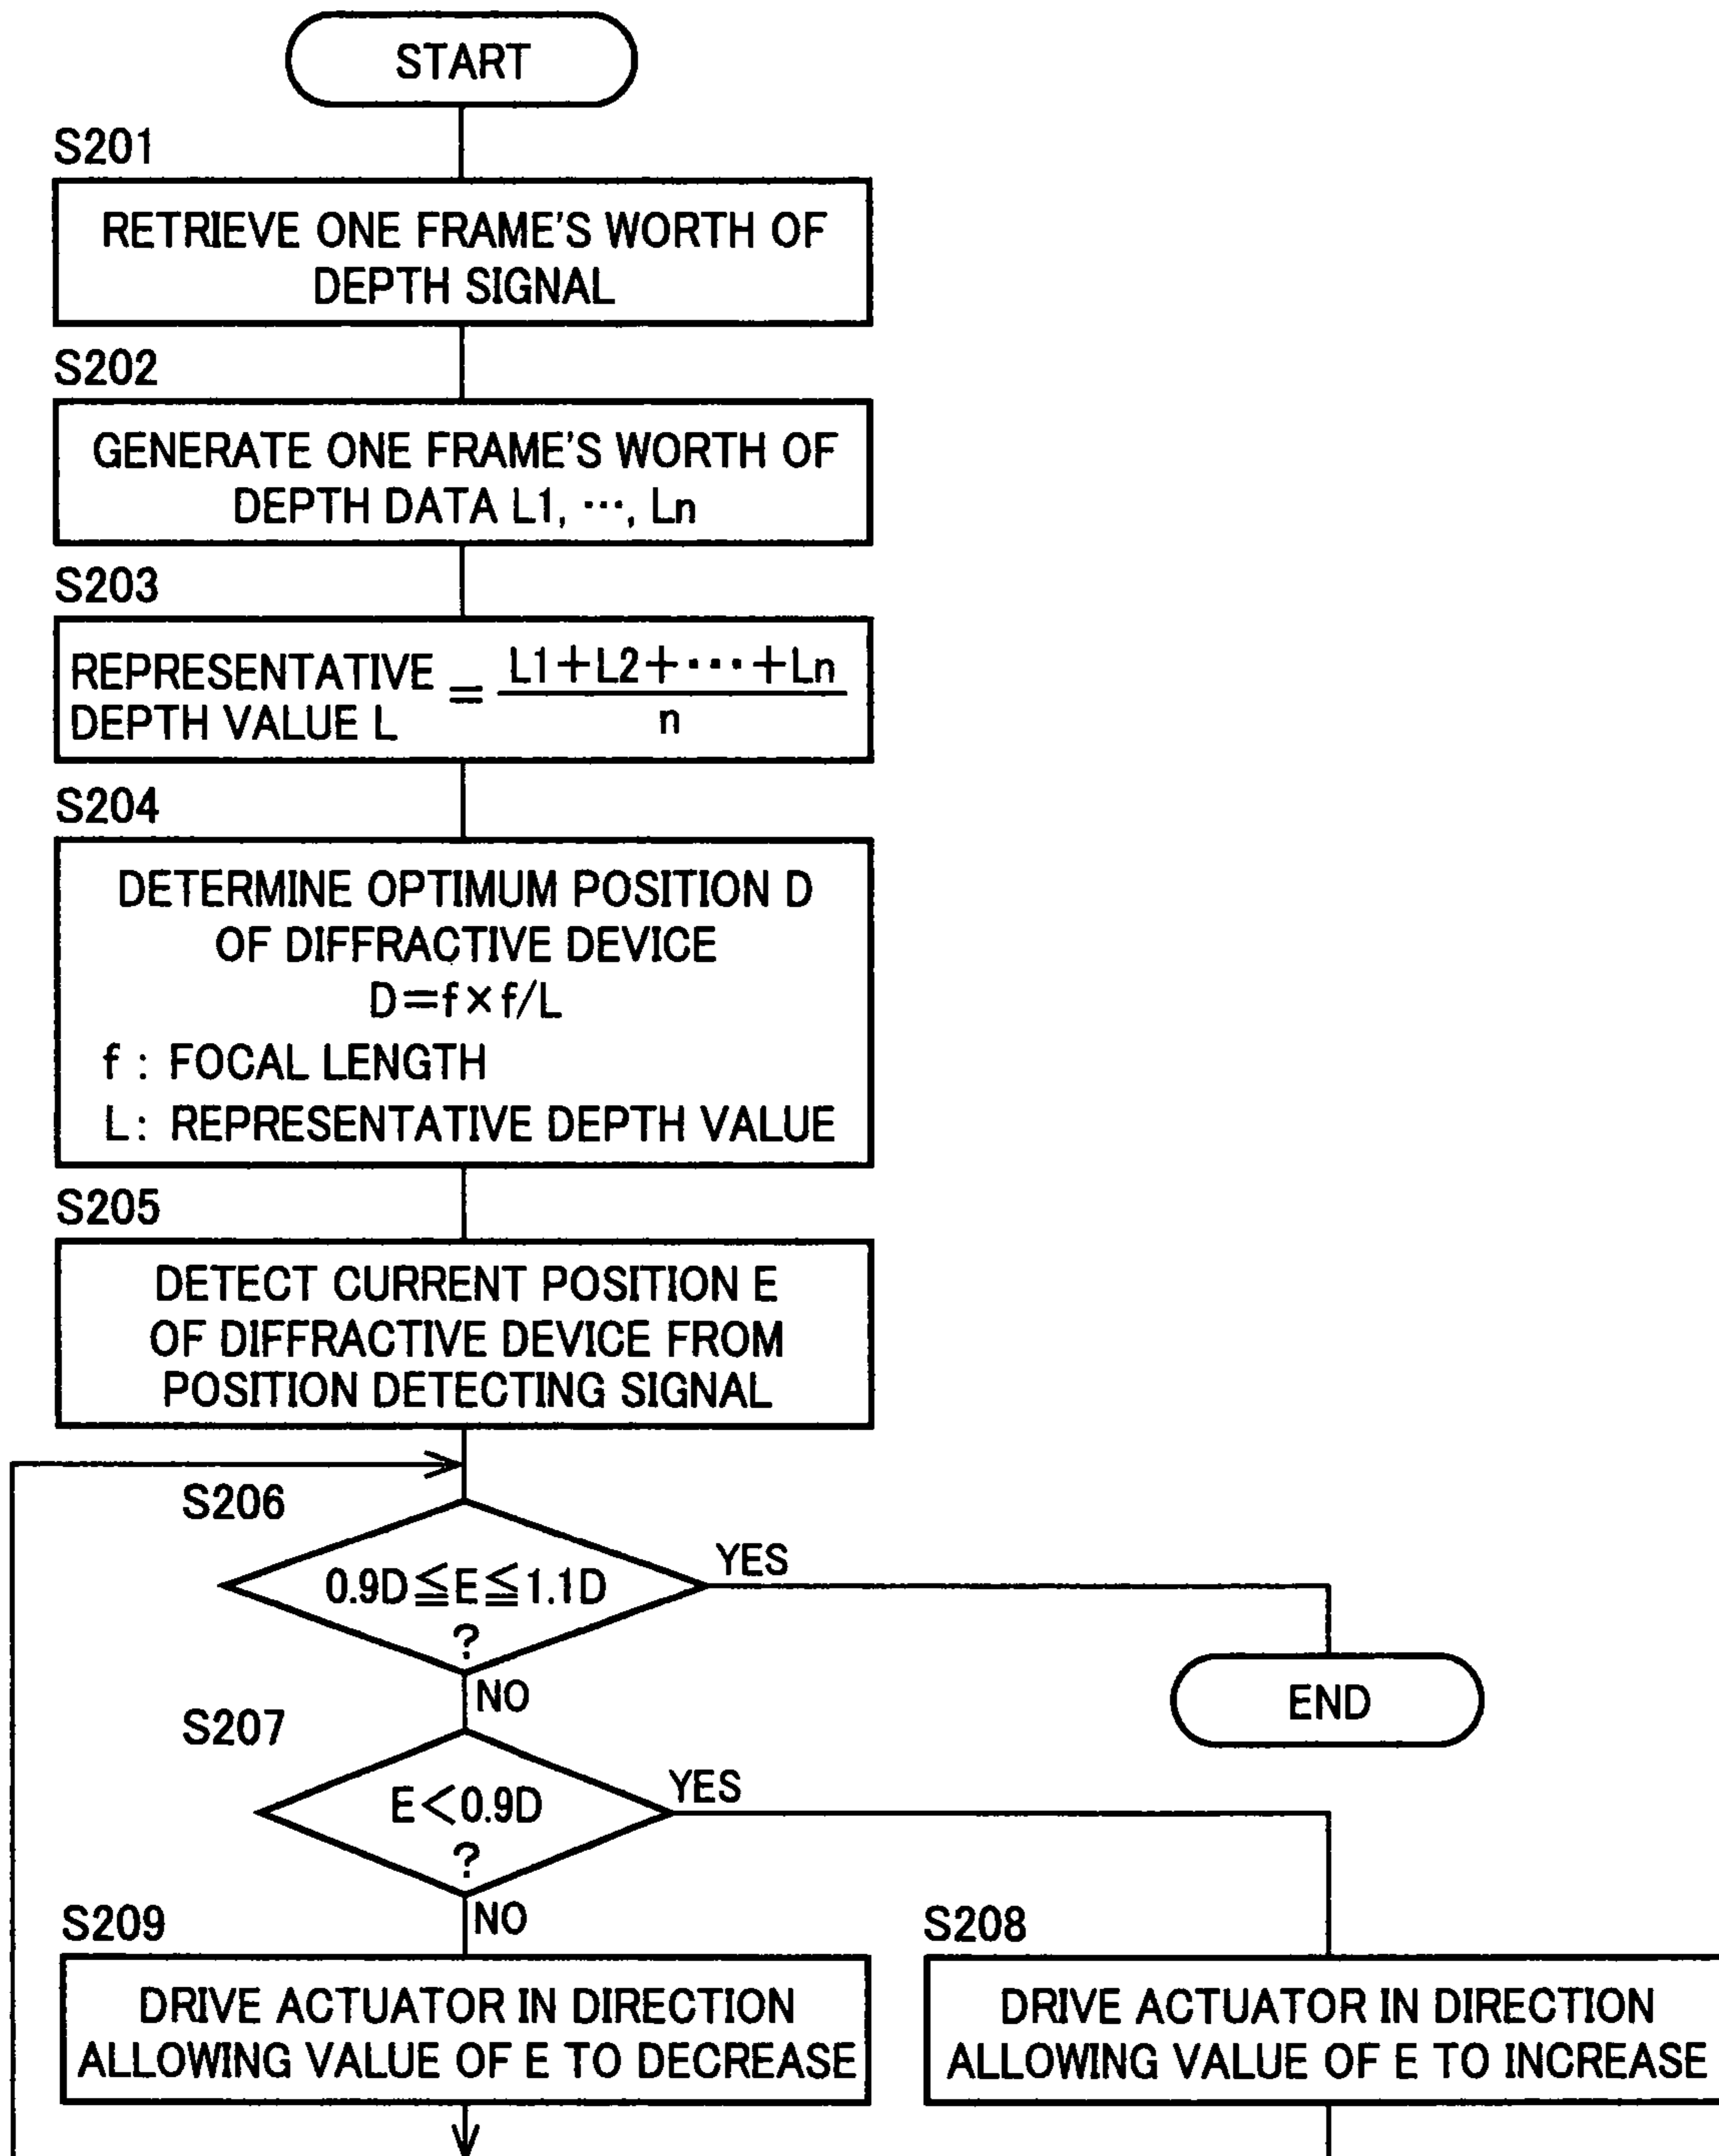 START
S201
RETRIEVE ONE FRAME'S WORTH OF
DEPTH SIGNAL
S202
GENERATE ONE FRAME'S WORTH OF
DEPTH DATA L1, ···, Ln
S203
REPRESENTATIVE
DEPTH VALUE L
= L1+L2+···+Ln
n
S204
DETERMINE OPTIMUM POSITION D
OF DIFFRACTIVE DEVICE
D=f×f/L
f : FOCAL LENGTH
L : REPRESENTATIVE DEPTH VALUE
S205
DETECT CURRENT POSITION E
OF DIFFRACTIVE DEVICE FROM
POSITION DETECTING SIGNAL
S206
0.9D≦E≦1.1D
?
YES
NO
END
S207
E<0.9D
?
YES
NO
S209
DRIVE ACTUATOR IN DIRECTION
ALLOWING VALUE OF E TO DECREASE
S208
DRIVE ACTUATOR IN DIRECTION
ALLOWING VALUE OF E TO INCREASE